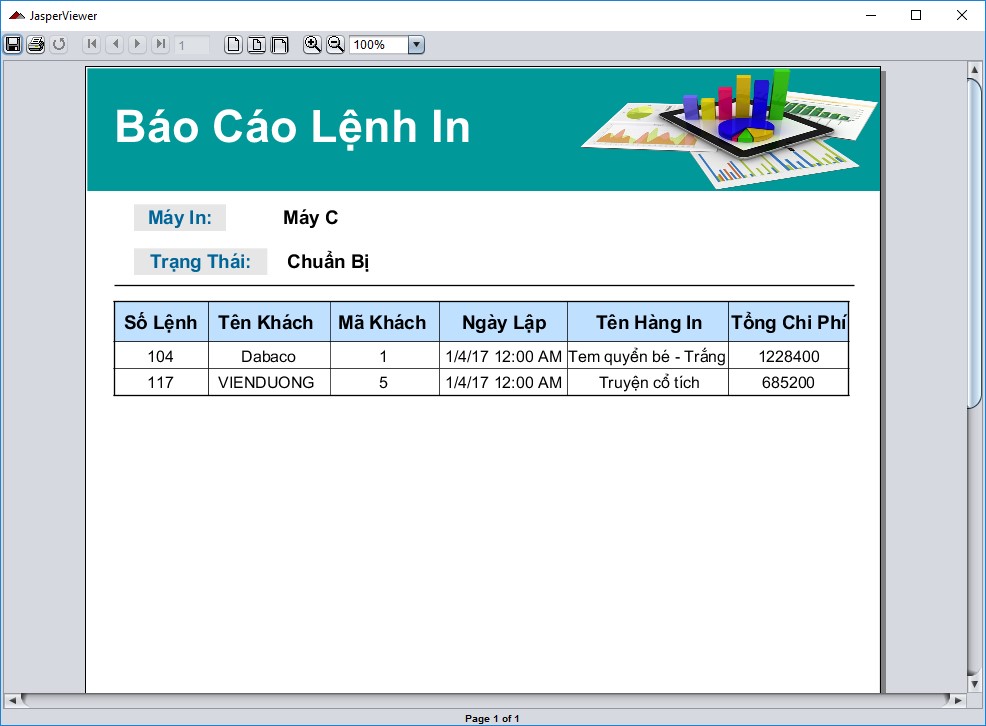 JasperViewer
1
100%
Báo Cáo Lệnh In
Máy In: Máy C
Trạng Thái: Chuẩn Bị
Số Lệnh Tên Khách Mã Khách Ngày Lập Tên Hàng In Tổng Chi Phí
104 Dabaco 1 1/4/17 12:00 AM Tem quyển bé - Trắng 1228400
117 VIENDUONG 5 1/4/17 12:00 AM Truyện cổ tích 685200
Page 1 of 1